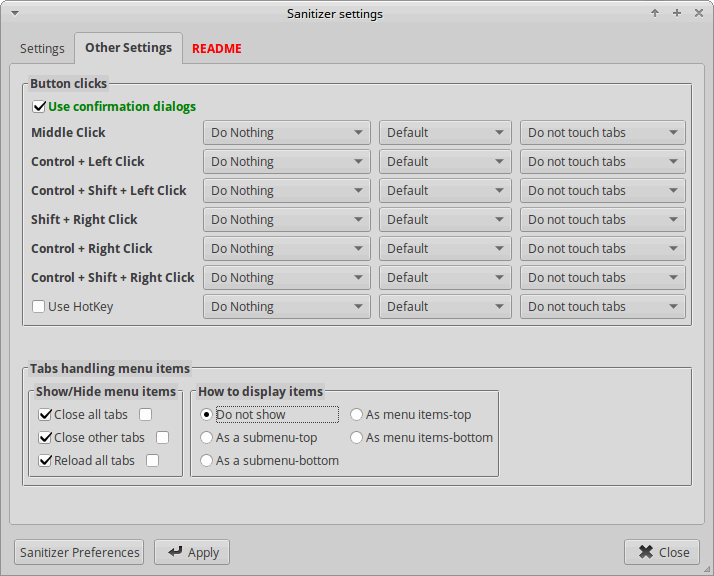 Sanitizer settings
Settings Other Settings README
Button clicks
Use confirmation dialogs
Middle Click Do Nothing Default Do not touch tabs
Control + Left Click Do Nothing Default Do not touch tabs
Control + Shift + Left Click Do Nothing Default Do not touch tabs
Shift + Right Click Do Nothing Default Do not touch tabs
Control + Right Click Do Nothing Default Do not touch tabs
Control + Shift + Right Click Do Nothing Default Do not touch tabs
Use HotKey Do Nothing Default Do not touch tabs
Tabs handling menu items
Show/Hide menu items How to display items
Close all tabs Do not show As menu items-top
Close other tabs As a submenu-top As menu items-bottom
Reload all tabs As a submenu-bottom
Sanitizer Preferences Apply Close